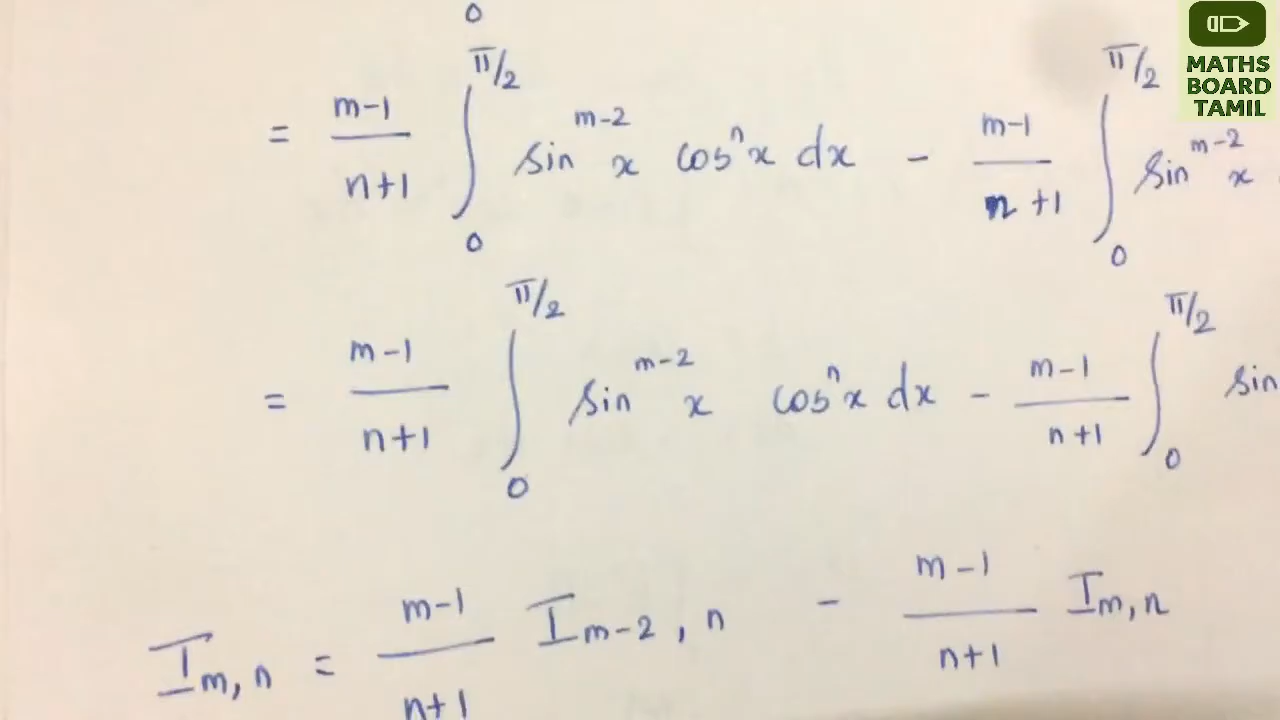 0
= m-1/n+1 ∫₀^π/2 sin^m-2 x cos^n x dx - m-1/n+1 ∫₀^π/2 sin^m-2 x
= m-1/n+1 ∫₀^π/2 sin^m-2 x cos^n x dx - m-1/n+1 ∫₀^π/2 sin
I_m,n = m-1/n+1 I_m-2,n - m-1/n+1 I_m,n
MATHS
BOARD
TAMIL